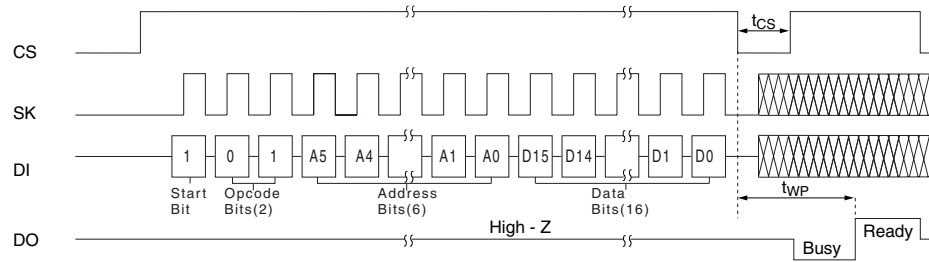 CS
tCS
SK
DI
1 0 1 A5 A4 A1 A0 D15 D14 D1 D0
Start Bit
Opcode Bits(2)
Address Bits(6)
Data Bits(16)
tWP
DO
High - Z
Busy
Ready